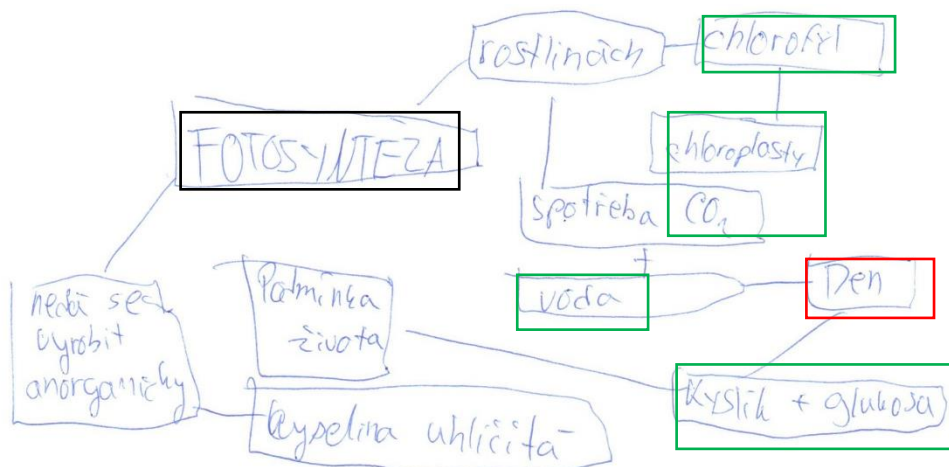 rostlinách
chlorofyl
FOTOSYNTÉZA
chloroplasty
spotřeba CO₂
+
voda
Den
nedá se
vyrobit
anorganicky
Podmínka
života
kyselina uhličitá
kyslík + glukosa